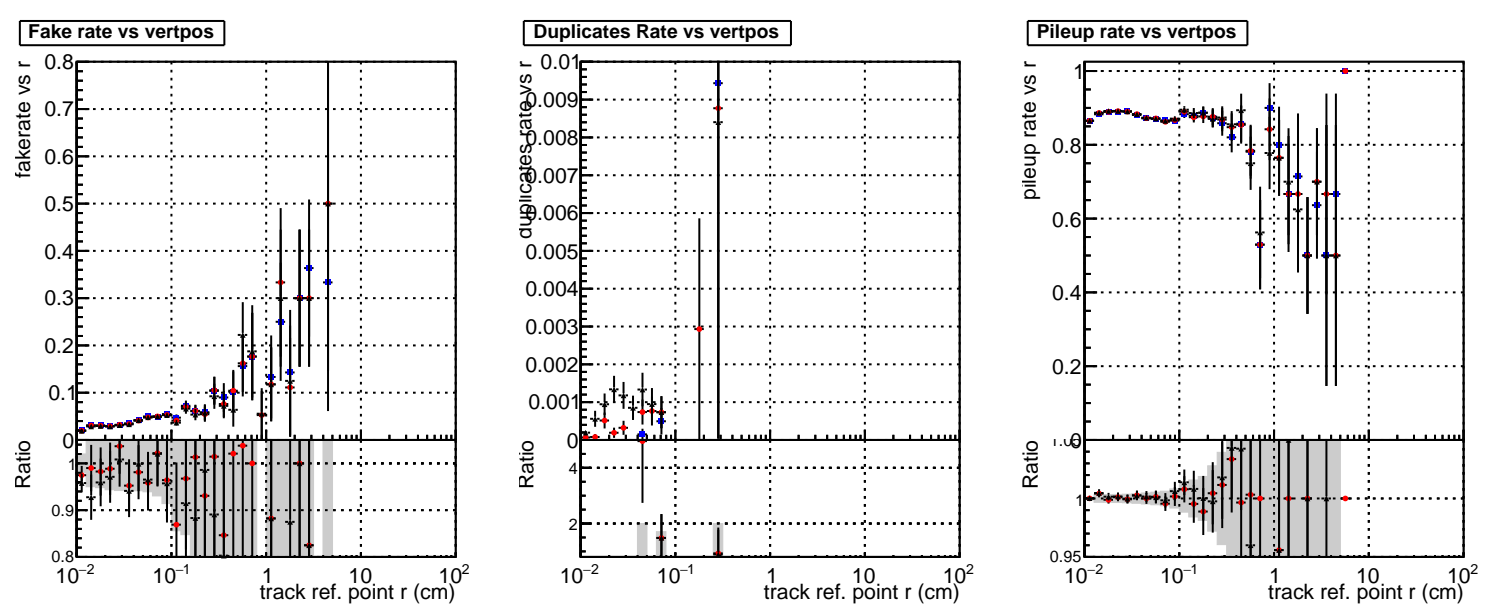 Fake rate vs vertpos
fakerate vs r
0.8
0.7
0.6
0.5
0.4
0.3
0.2
0.1
0
Ratio
1
0.9
0.8
10⁻² 10⁻¹ 1 10 10²
track ref. point r (cm)
Duplicates Rate vs vertpos
duplicates rate vs r
0.01
0.009
0.008
0.007
0.006
0.005
0.004
0.003
0.002
0.001
0
Ratio
4
2
10⁻² 10⁻¹ 1 10 10²
track ref. point r (cm)
Pileup rate vs vertpos
pileup rate vs r
1
0.8
0.6
0.4
0.2
0
Ratio
1
0.95
10⁻² 10⁻¹ 1 10 10²
track ref. point r (cm)